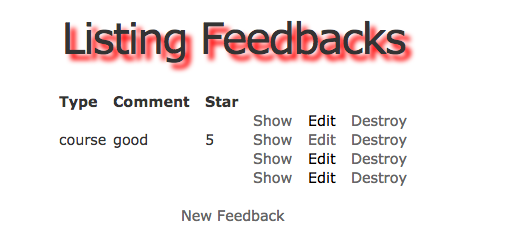 Listing Feedbacks
Type Comment Star
Show Edit Destroy
course good 5 Show Edit Destroy
Show Edit Destroy
Show Edit Destroy
New Feedback